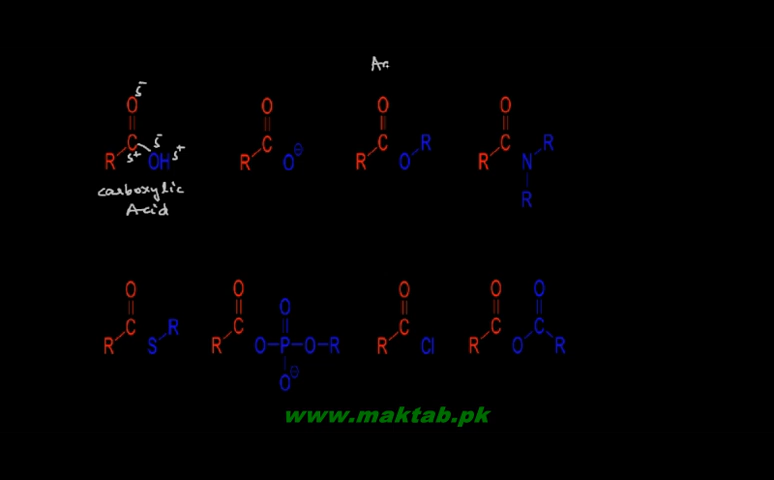 Ar
O δ-
O
O
O
C δ-
C
C R
C R
R δ+ OH δ+
R O⊖
R O
R N
carboxylic
Acid
R
O
O
O
O O
O
C R
C
C
C C
R S
R O P O R
R Cl
R O R
O⊖
www.maktab.pk